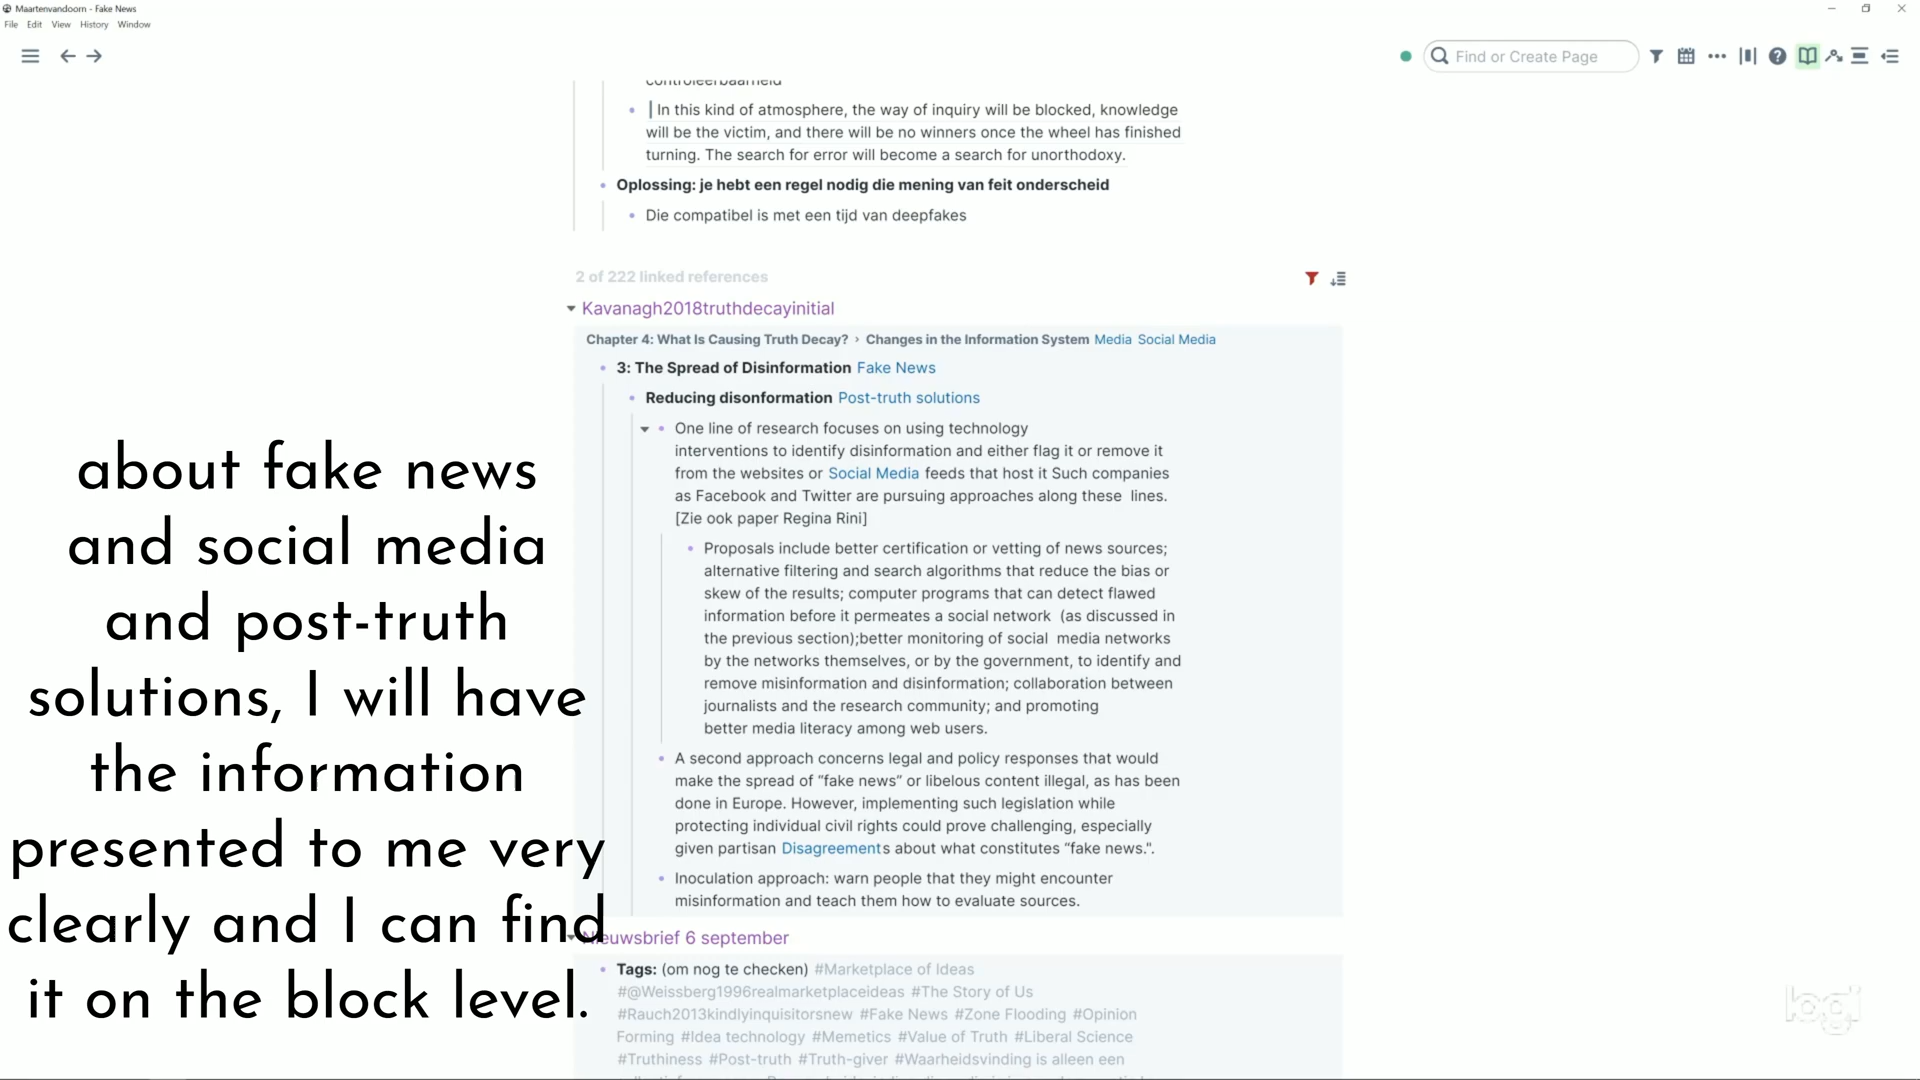 Maartenvandoorn - Fake News
File Edit View History Window
Find or Create Page
controleerbaarheid
In this kind of atmosphere, the way of inquiry will be blocked, knowledge
will be the victim, and there will be no winners once the wheel has finished
turning. The search for error will become a search for unorthodoxy.
Oplossing: je hebt een regel nodig die mening van feit onderscheid
Die compatibel is met een tijd van deepfakes
2 of 222 linked references
Kavanagh2018truthdecayinitial
Chapter 4: What Is Causing Truth Decay? › Changes in the Information System Media Social Media
3: The Spread of Disinformation Fake News
Reducing disonformation Post-truth solutions
One line of research focuses on using technology
interventions to identify disinformation and either flag it or remove it
from the websites or Social Media feeds that host it Such companies
as Facebook and Twitter are pursuing approaches along these lines.
[Zie ook paper Regina Rini]
Proposals include better certification or vetting of news sources;
alternative filtering and search algorithms that reduce the bias or
skew of the results; computer programs that can detect flawed
information before it permeates a social network (as discussed in
the previous section);better monitoring of social media networks
by the networks themselves, or by the government, to identify and
remove misinformation and disinformation; collaboration between
journalists and the research community; and promoting
better media literacy among web users.
A second approach concerns legal and policy responses that would
make the spread of “fake news” or libelous content illegal, as has been
done in Europe. However, implementing such legislation while
protecting individual civil rights could prove challenging, especially
given partisan Disagreements about what constitutes “fake news.".
Inoculation approach: warn people that they might encounter
misinformation and teach them how to evaluate sources.
Nieuwsbrief 6 september
Tags: (om nog te checken) #Marketplace of Ideas
#@Weissberg1996realmarketplaceideas #The Story of Us
#Rauch2013kindlyinquisitorsnew #Fake News #Zone Flooding #Opinion
Forming #Idea technology #Memetics #Value of Truth #Liberal Science
#Truthiness #Post-truth #Truth-giver #Waarheidsvinding is alleen een
about fake news
and social media
and post-truth
solutions, I will have
the information
presented to me very
clearly and I can find
it on the block level.
logi